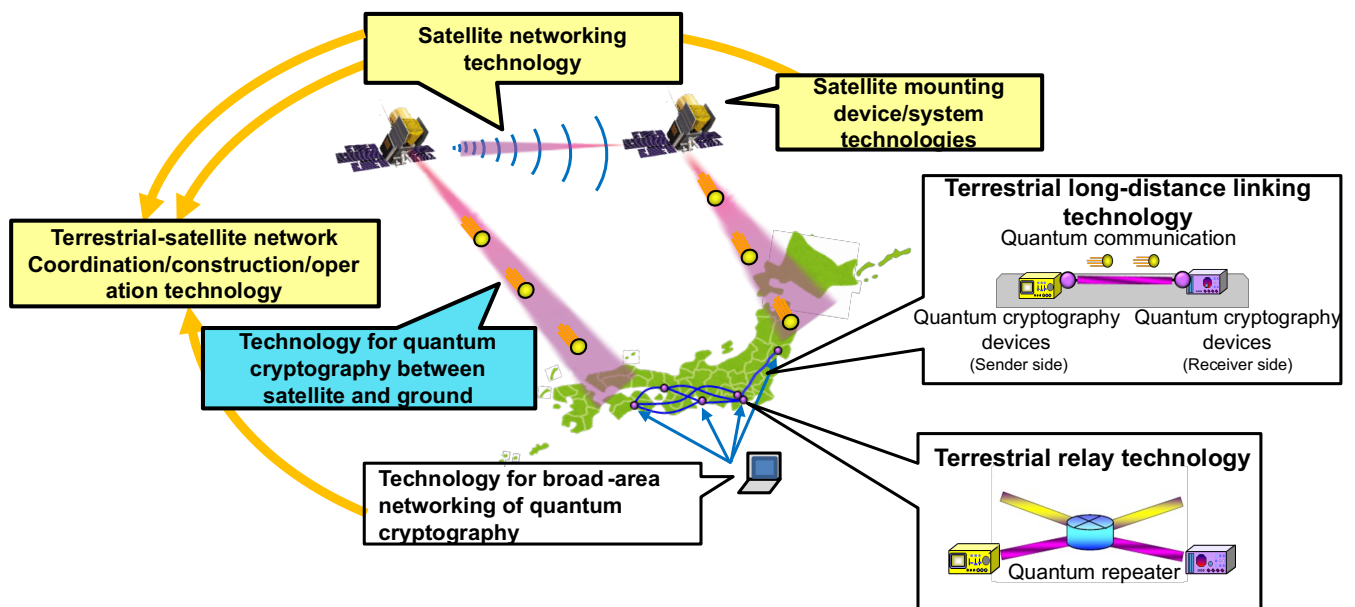 Satellite networking
technology
Satellite mounting
device/system
technologies
Terrestrial long-distance linking
technology
Quantum communication
Quantum cryptography
devices
(Sender side)
Quantum cryptography
devices
(Receiver side)
Terrestrial-satellite network
Coordination/construction/oper
ation technology
Technology for quantum
cryptography between
satellite and ground
Technology for broad -area
networking of quantum
cryptography
Terrestrial relay technology
Quantum repeater